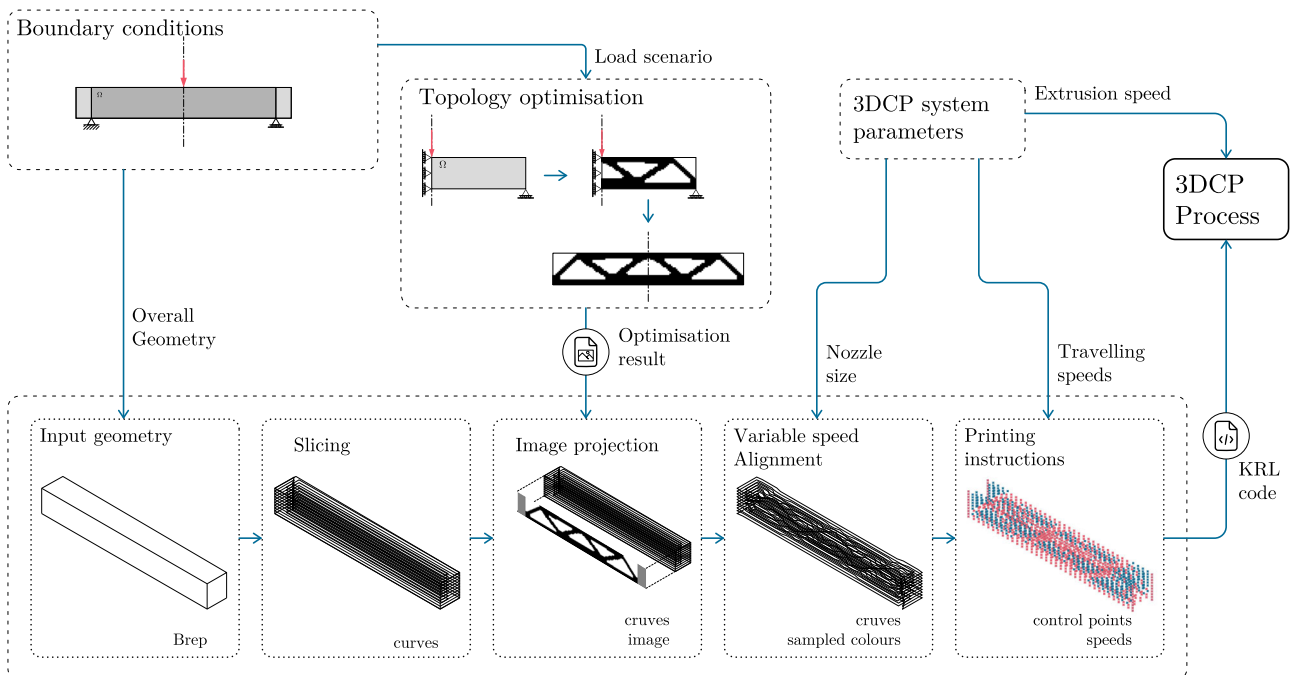 Boundary conditions
Ω
Load scenario
Topology optimisation
Ω
3DCP system
parameters
Extrusion speed
3DCP
Process
Overall
Geometry
Optimisation
result
Nozzle
size
Travelling
speeds
Input geometry
Brep
Slicing
curves
Image projection
cruves
image
Variable speed
Alignment
cruves
sampled colours
Printing
instructions
control points
speeds
KRL
code